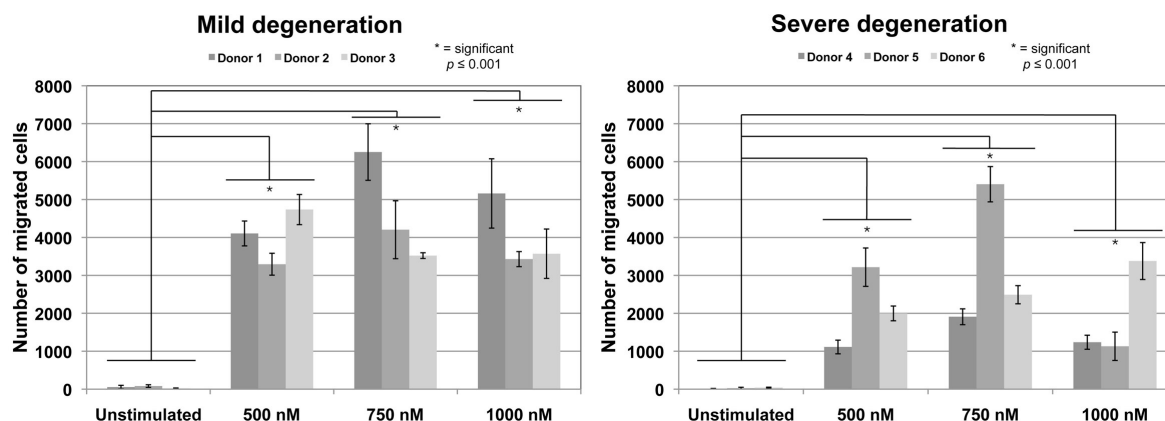 Mild degeneration
Donor 1 Donor 2 Donor 3
* = significant
p ≤ 0.001
Number of migrated cells
8000
7000
6000
5000
4000
3000
2000
1000
0
*
*
*
Unstimulated 500 nM 750 nM 1000 nM
Severe degeneration
Donor 4 Donor 5 Donor 6
* = significant
p ≤ 0.001
Number of migrated cells
8000
7000
6000
5000
4000
3000
2000
1000
0
*
*
*
Unstimulated 500 nM 750 nM 1000 nM